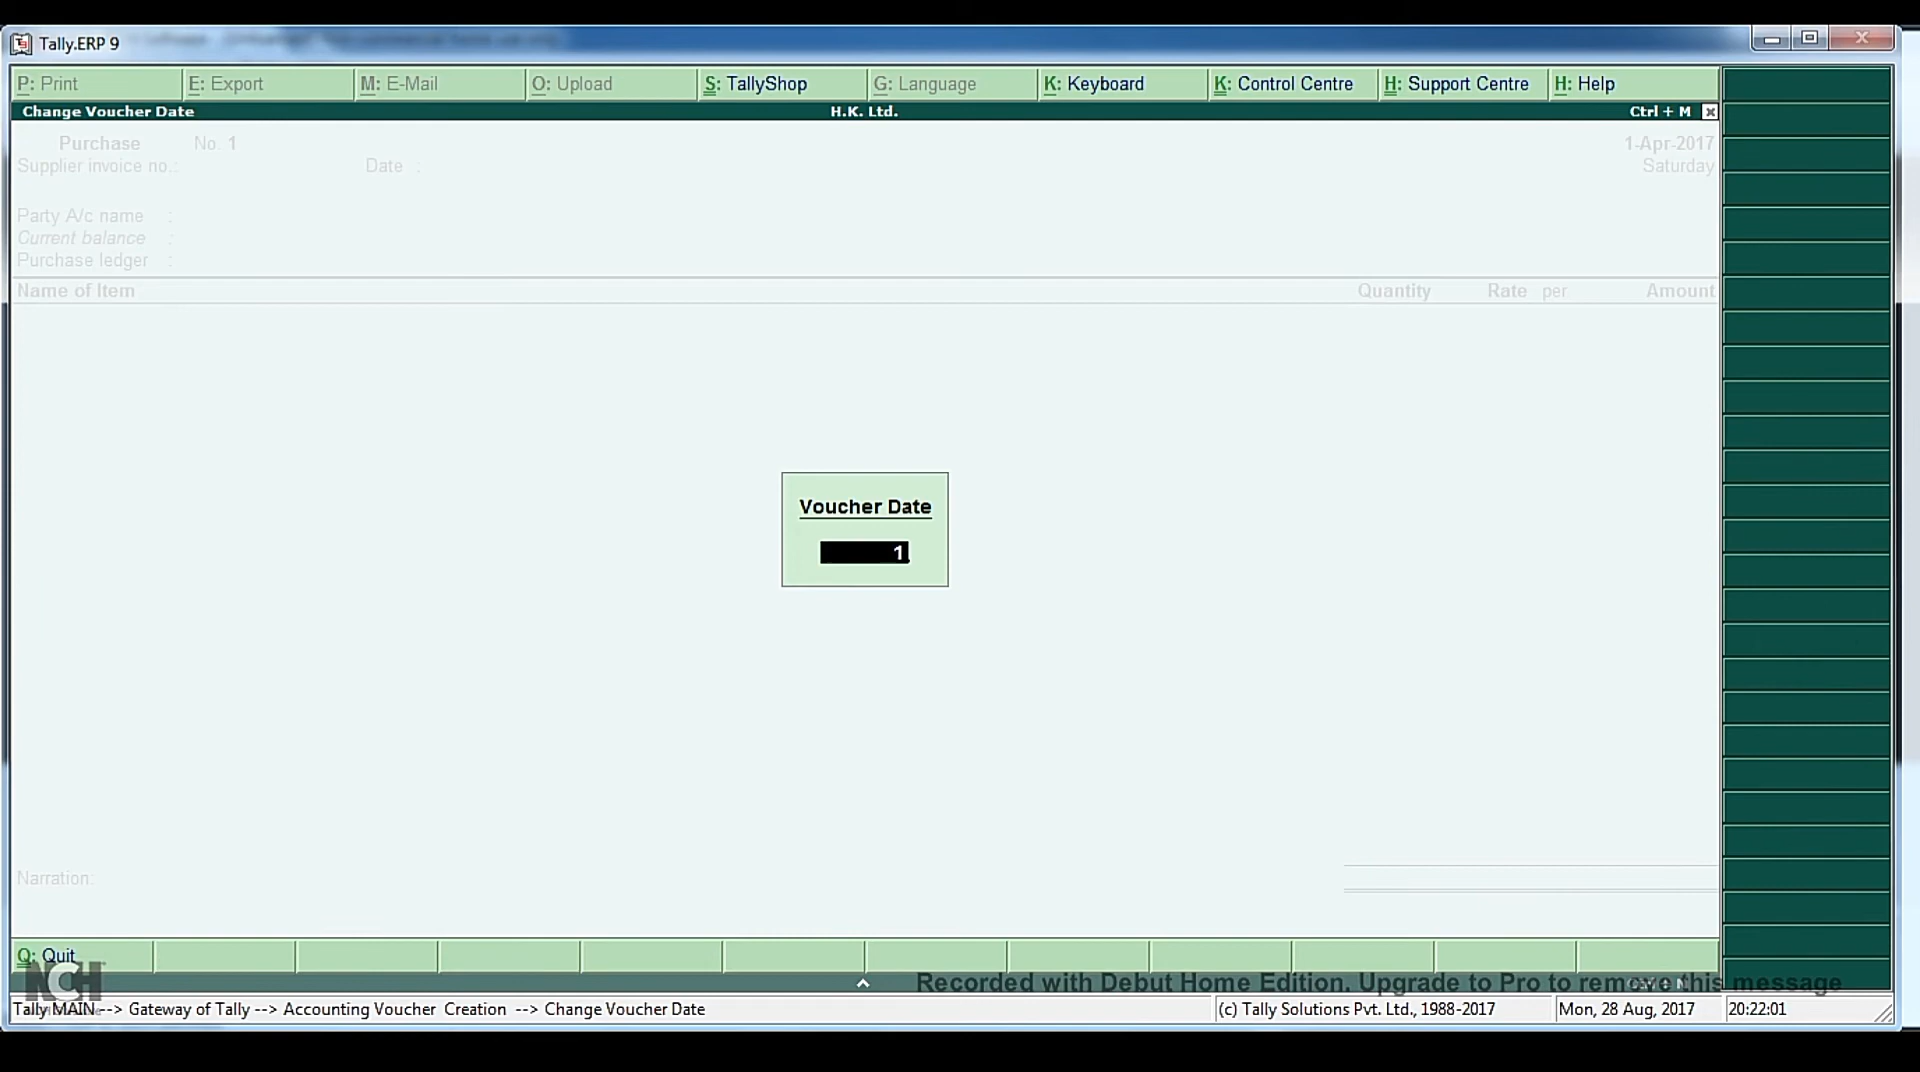 Tally.ERP 9
P: Print E: Export M: E-Mail O: Upload S: TallyShop G: Language K: Keyboard K: Control Centre H: Support Centre H: Help
Change Voucher Date H.K. Ltd. Ctrl + M
Purchase No. 1 1-Apr-2017
Supplier invoice no.: Date : Saturday
Party A/c name :
Current balance :
Purchase ledger :
Name of Item Quantity Rate per Amount
Voucher Date
1
Narration:
Q: Quit
NCH
Recorded with Debut Home Edition. Upgrade to Pro to remove this message
Tally MAIN --> Gateway of Tally --> Accounting Voucher Creation --> Change Voucher Date (c) Tally Solutions Pvt. Ltd., 1988-2017 Mon, 28 Aug, 2017 20:22:01